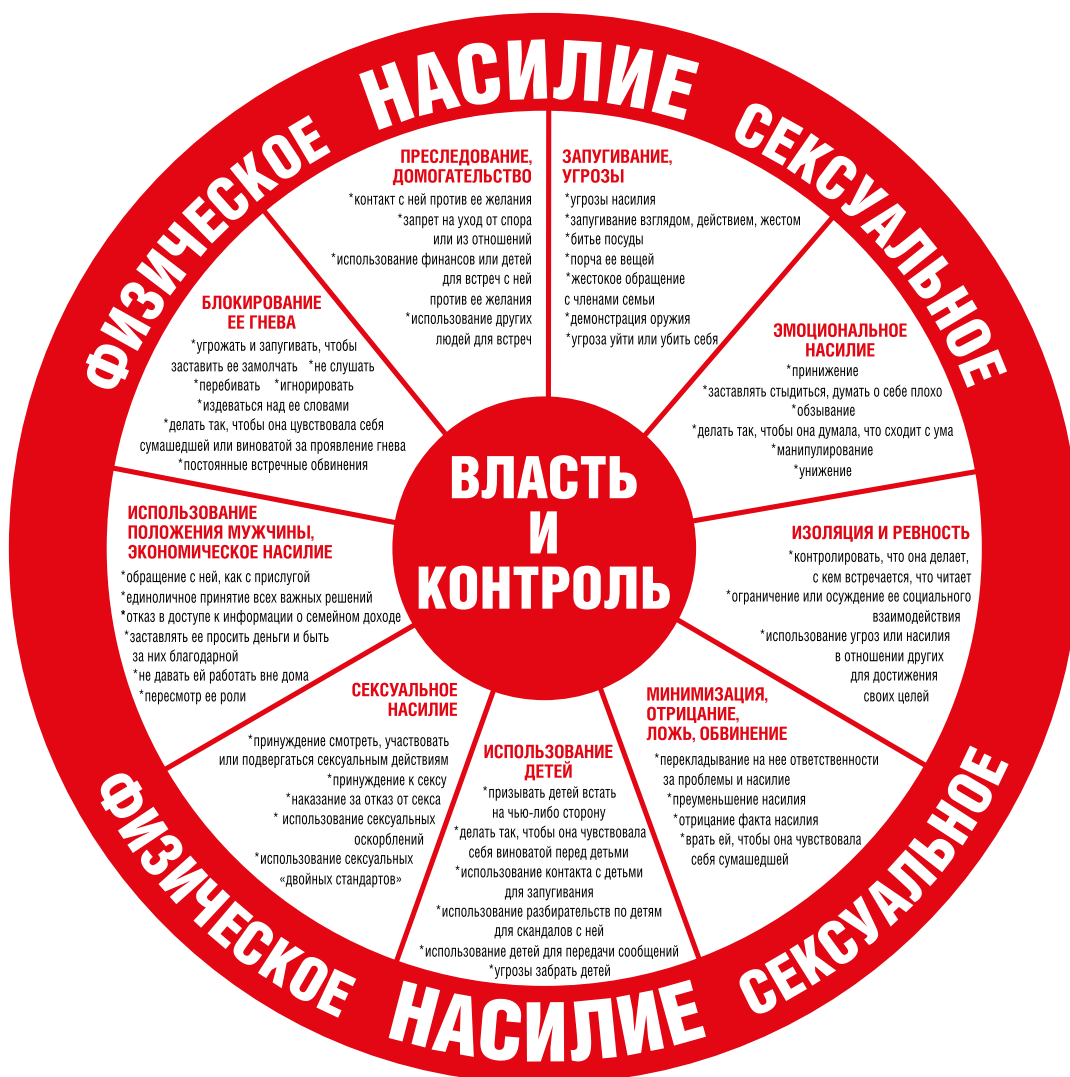 НАСИЛИЕ
СЕКСУАЛЬНОЕ
ФИЗИЧЕСКОЕ
ЗАПУГИВАНИЕ,
УГРОЗЫ
*угрозы насилия
*запугивание взглядом, действием, жестом
*битье посуды
*порча ее вещей
*жестокое обращение
с членами семьи
*демонстрация оружия
*угроза уйти или убить себя
ЭМОЦИОНАЛЬНОЕ
НАСИЛИЕ
*принижение
*заставлять стыдиться, думать о себе плохо
*обзывание
*делать так, чтобы она думала, что сходит с ума
*манипулирование
*унижение
ИЗОЛЯЦИЯ И РЕВНОСТЬ
*контролировать, что она делает,
с кем встречается, что читает
*ограничение или осуждение ее социального
взаимодействия
*использование угроз или насилия
в отношении других
для достижения
своих целей
МИНИМИЗАЦИЯ,
ОТРИЦАНИЕ,
ЛОЖЬ, ОБВИНЕНИЕ
*перекладывание на нее ответственности
за проблемы и насилие
*преуменьшение насилия
*отрицание факта насилия
*врать ей, чтобы она чувствовала
себя сумашедшей
ИСПОЛЬЗОВАНИЕ
ДЕТЕЙ
*призывать детей встать
на чью-либо сторону
*делать так, чтобы она чувствовала
себя виноватой перед детьми
*использование контакта с детьми
для запугивания
*использование разбирательств по детям
для скандалов с ней
*использование детей для передачи сообщений
*угрозы забрать детей
СЕКСУАЛЬНОЕ
НАСИЛИЕ
*принуждение смотреть, участвовать
или подвергаться сексуальным действиям
*принуждение к сексу
*наказание за отказ от секса
* использование сексуальных
оскорблений
*использование сексуальных
«двойных стандартов»
ИСПОЛЬЗОВАНИЕ
ПОЛОЖЕНИЯ МУЖЧИНЫ,
ЭКОНОМИЧЕСКОЕ НАСИЛИЕ
*обращение с ней, как с прислугой
*единоличное принятие всех важных решений
*отказ в доступе к информации о семейном доходе
*заставлять ее просить деньги и быть
за них благодарной
*не давать ей работать вне дома
*пересмотр ее роли
БЛОКИРОВАНИЕ
ЕЕ ГНЕВА
*угрожать и запугивать, чтобы
заставить ее замолчать *не слушать
*перебивать *игнорировать
*издеваться над ее словами
*делать так, чтобы она цувствовала себя
сумашедшей или виноватой за проявление гнева
*постоянные встречные обвинения
ПРЕСЛЕДОВАНИЕ,
ДОМОГАТЕЛЬСТВО
*контакт с ней против ее желания
*запрет на уход от спора
или из отношений
*использование финансов или детей
для встреч с ней
против ее желания
*использование других
людей для встреч
ВЛАСТЬ
И
КОНТРОЛЬ
ФИЗИЧЕСКОЕ
НАСИЛИЕ
СЕКСУАЛЬНОЕ